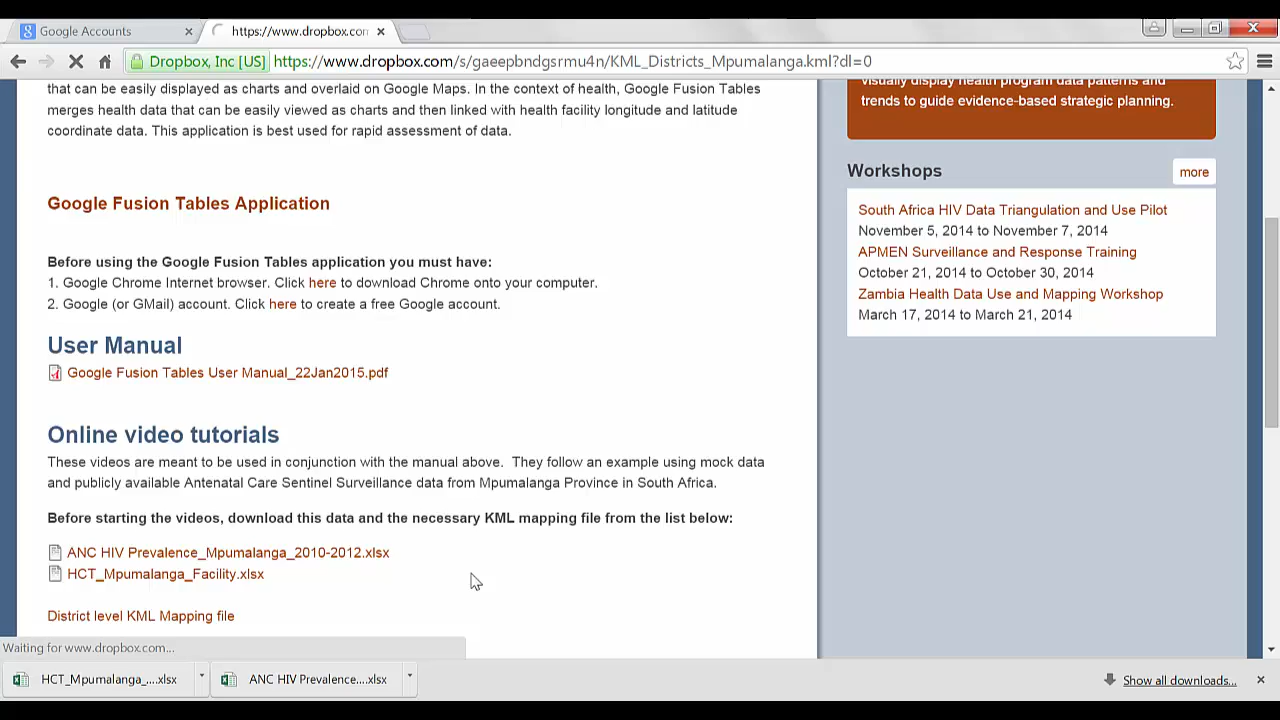 Google Accounts
https://www.dropbox.con
Dropbox, Inc [US]
https://www.dropbox.com/s/gaeepbndgsrmu4n/KML_Districts_Mpumalanga.kml?dl=0
that can be easily displayed as charts and overlaid on Google Maps. In the context of health, Google Fusion Tables
merges health data that can be easily viewed as charts and then linked with health facility longitude and latitude
coordinate data. This application is best used for rapid assessment of data.
Google Fusion Tables Application
Before using the Google Fusion Tables application you must have:
1. Google Chrome Internet browser. Click here to download Chrome onto your computer.
2. Google (or GMail) account. Click here to create a free Google account.
User Manual
Google Fusion Tables User Manual_22Jan2015.pdf
Online video tutorials
These videos are meant to be used in conjunction with the manual above. They follow an example using mock data
and publicly available Antenatal Care Sentinel Surveillance data from Mpumalanga Province in South Africa.
Before starting the videos, download this data and the necessary KML mapping file from the list below:
ANC HIV Prevalence_Mpumalanga_2010-2012.xlsx
HCT_Mpumalanga_Facility.xlsx
District level KML Mapping file
visually display health program data patterns and
trends to guide evidence-based strategic planning.
Workshops
more
South Africa HIV Data Triangulation and Use Pilot
November 5, 2014 to November 7, 2014
APMEN Surveillance and Response Training
October 21, 2014 to October 30, 2014
Zambia Health Data Use and Mapping Workshop
March 17, 2014 to March 21, 2014
Waiting for www.dropbox.com...
HCT_Mpumalanga_....xlsx
ANC HIV Prevalence....xlsx
Show all downloads...